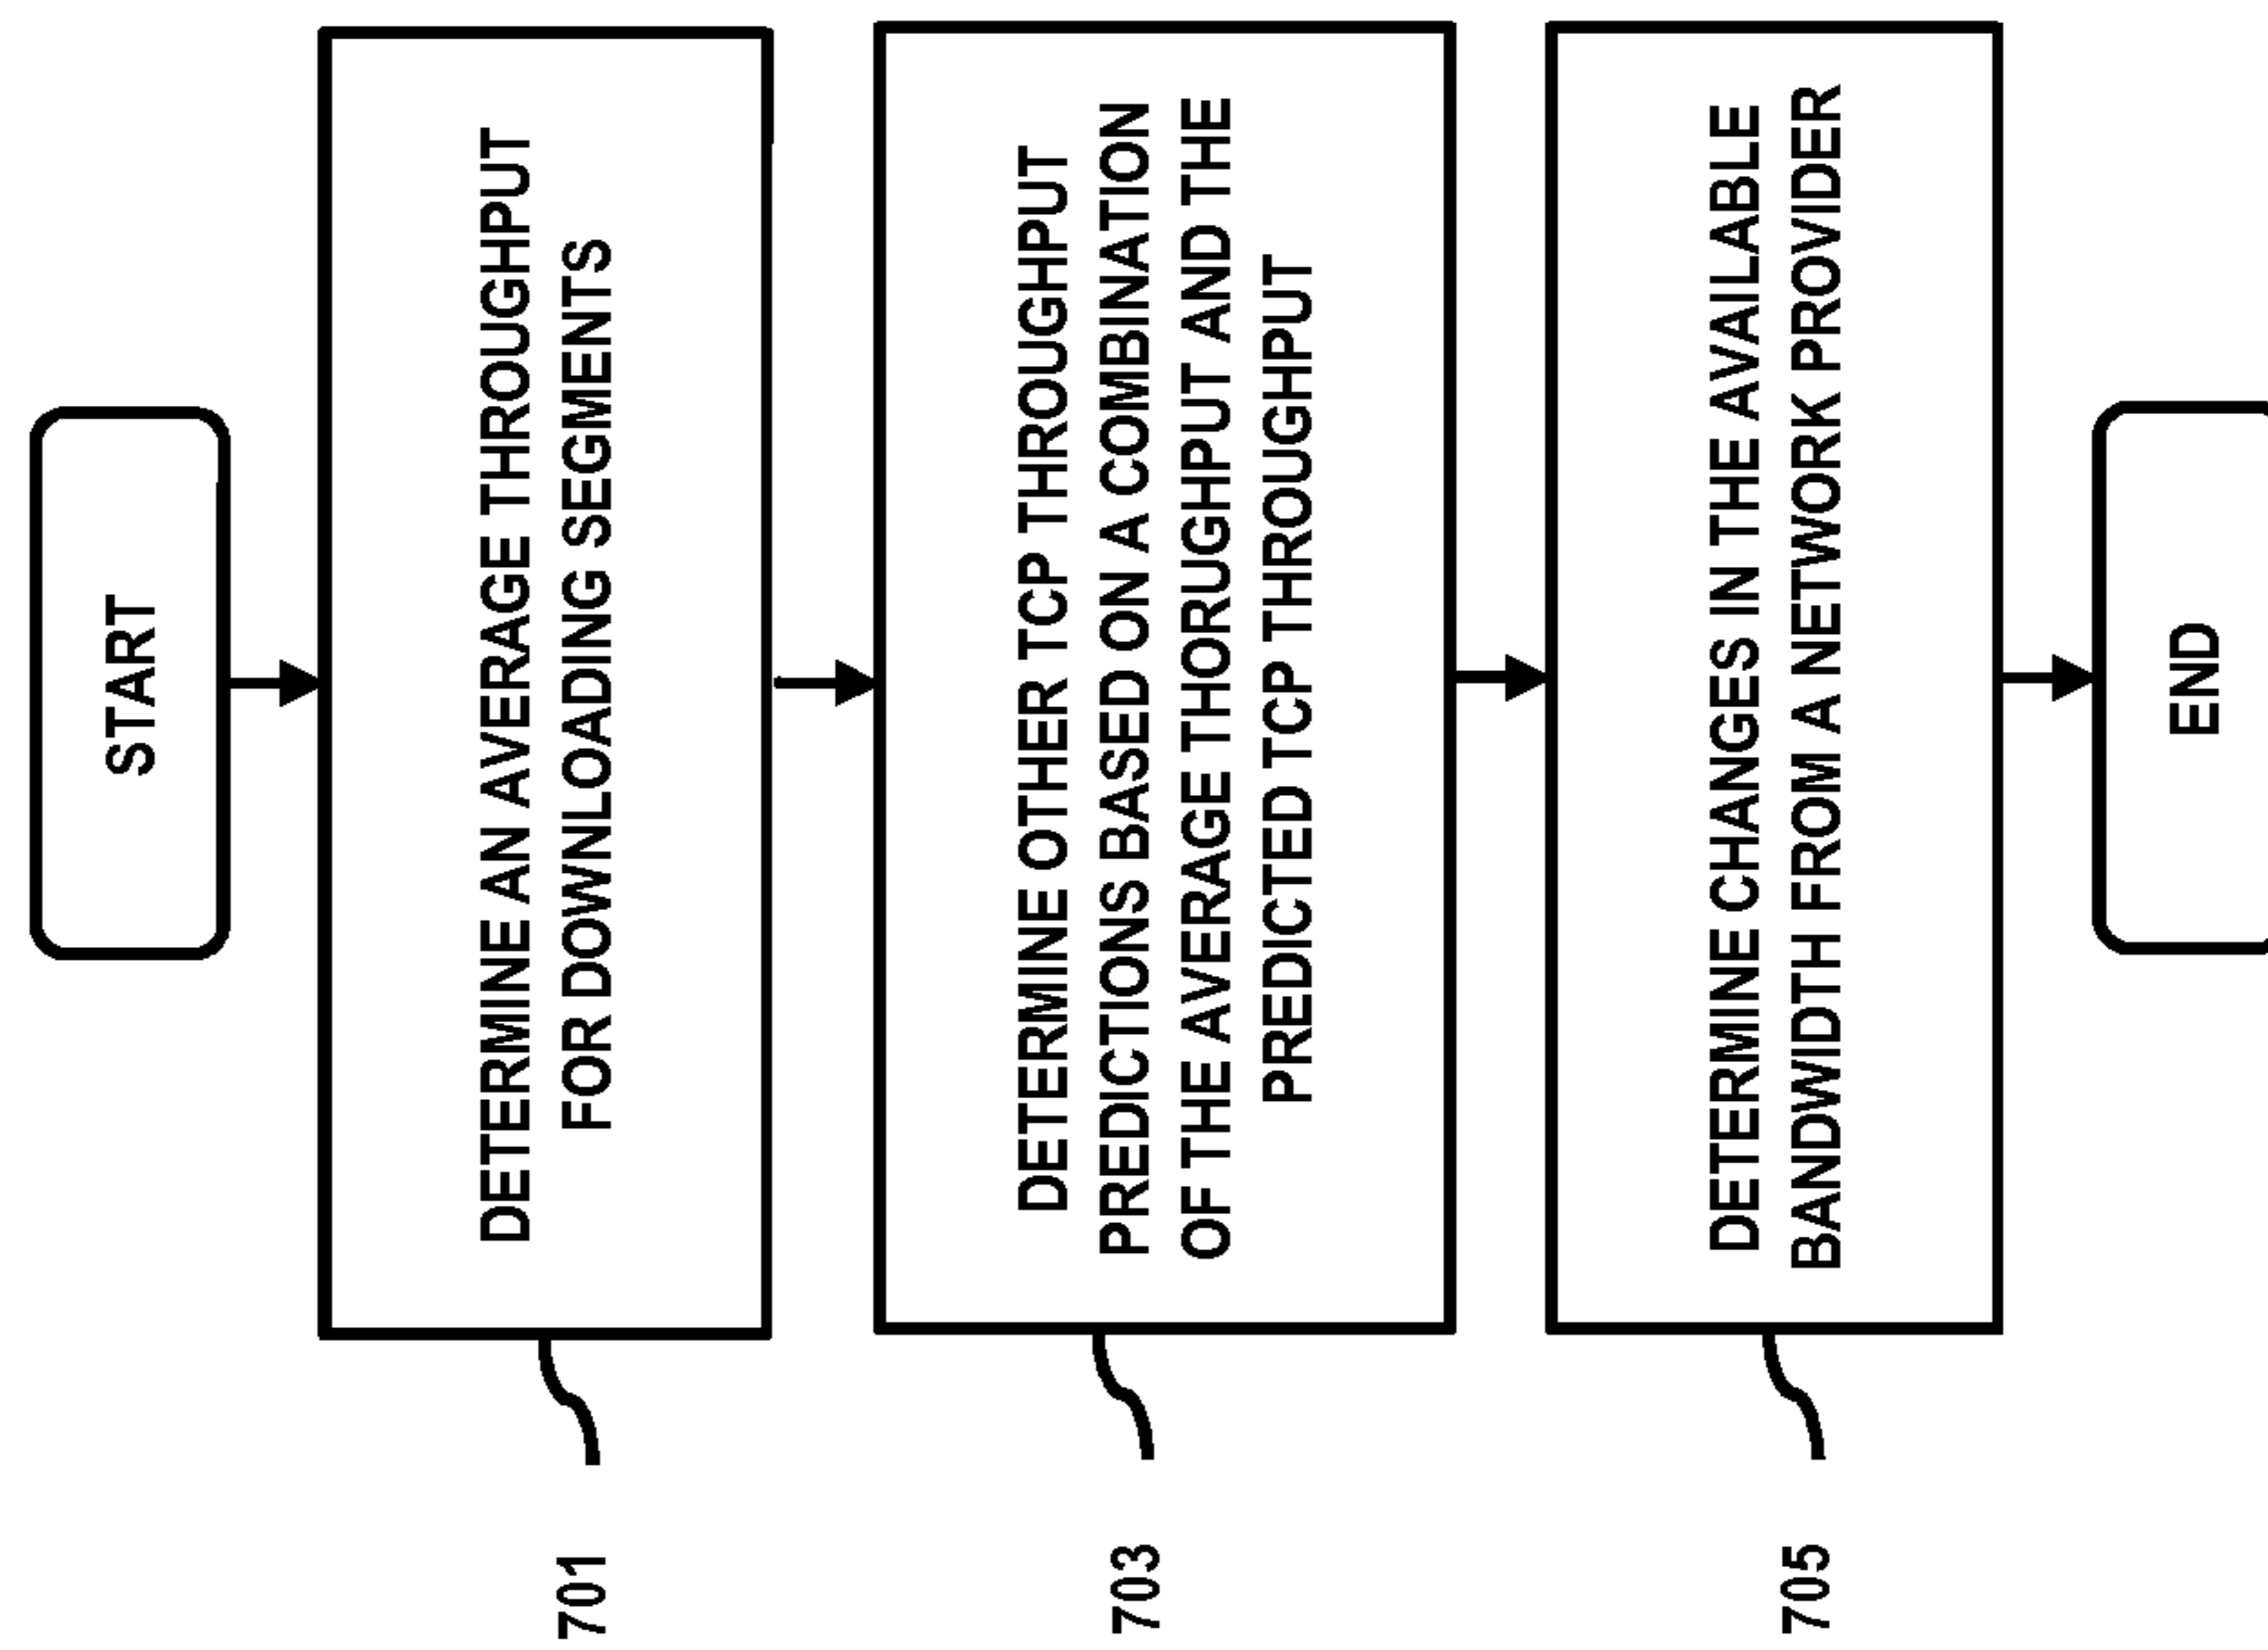 START
DETERMINE AN AVERAGE THROUGHPUT
FOR DOWNLOADING SEGMENTS
701
DETERMINE OTHER TCP THROUGHPUT
PREDICTIONS BASED ON A COMBINATION
OF THE AVERAGE THORUGHPUT AND THE
PREDICTED TCP THROUGHPUT
703
DETERMINE CHANGES IN THE AVAILABLE
BANDWIDTH FROM A NETWORK PROVIDER
705
END